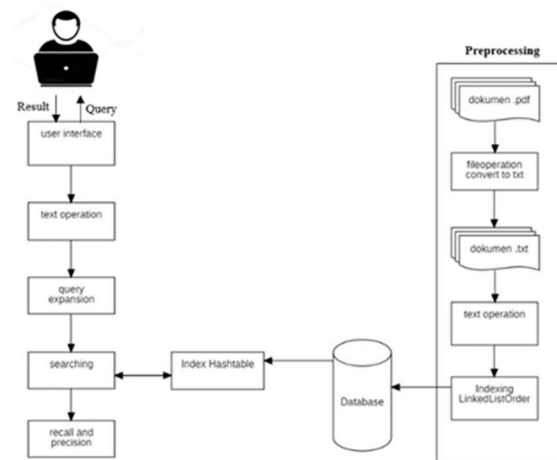 Preprocessing
Result
Query
user interface
text operation
query
expansion
searching
recall and
precision
Index Hashtable
Database
dokumen .pdf
fileoperation
convert to txt
dokumen .txt
text operation
Indexing
LinkedListOrder